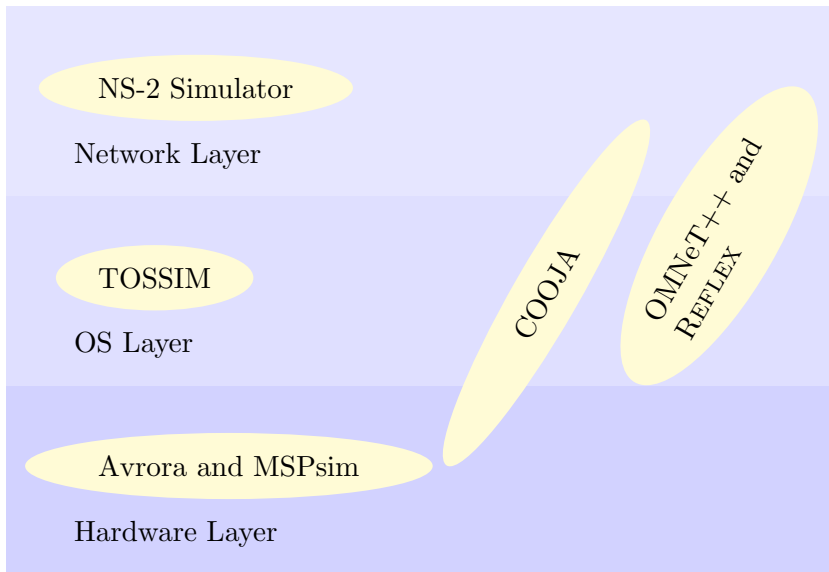 NS-2 Simulator
Network Layer
TOSSIM
OS Layer
Avrora and MSPsim
Hardware Layer
COOJA
OMNeT++ and
REFLEX